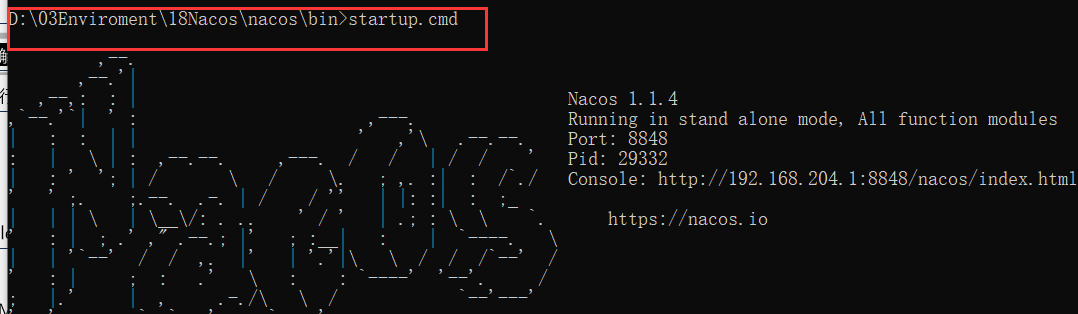 D:\03Enviroment\18Nacos\nacos\bin>startup.cmd
Nacos 1.1.4
Running in stand alone mode, All function modules
Port: 8848
Pid: 29332
Console: http://192.168.204.1:8848/nacos/index.html
https://nacos.io